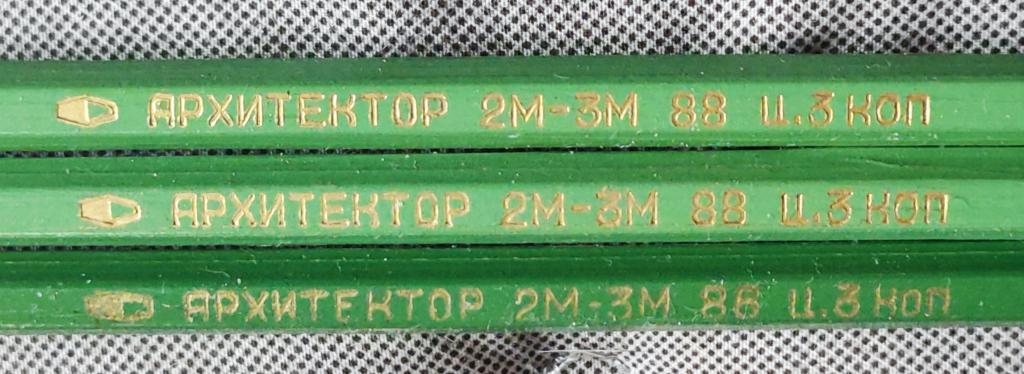 АРХИТЕКТОР 2М-3М 88 Ц.3 КОП
АРХИТЕКТОР 2М-3М 88 Ц.3 КОП
АРХИТЕКТОР 2М-3М 86 Ц.3 КОП